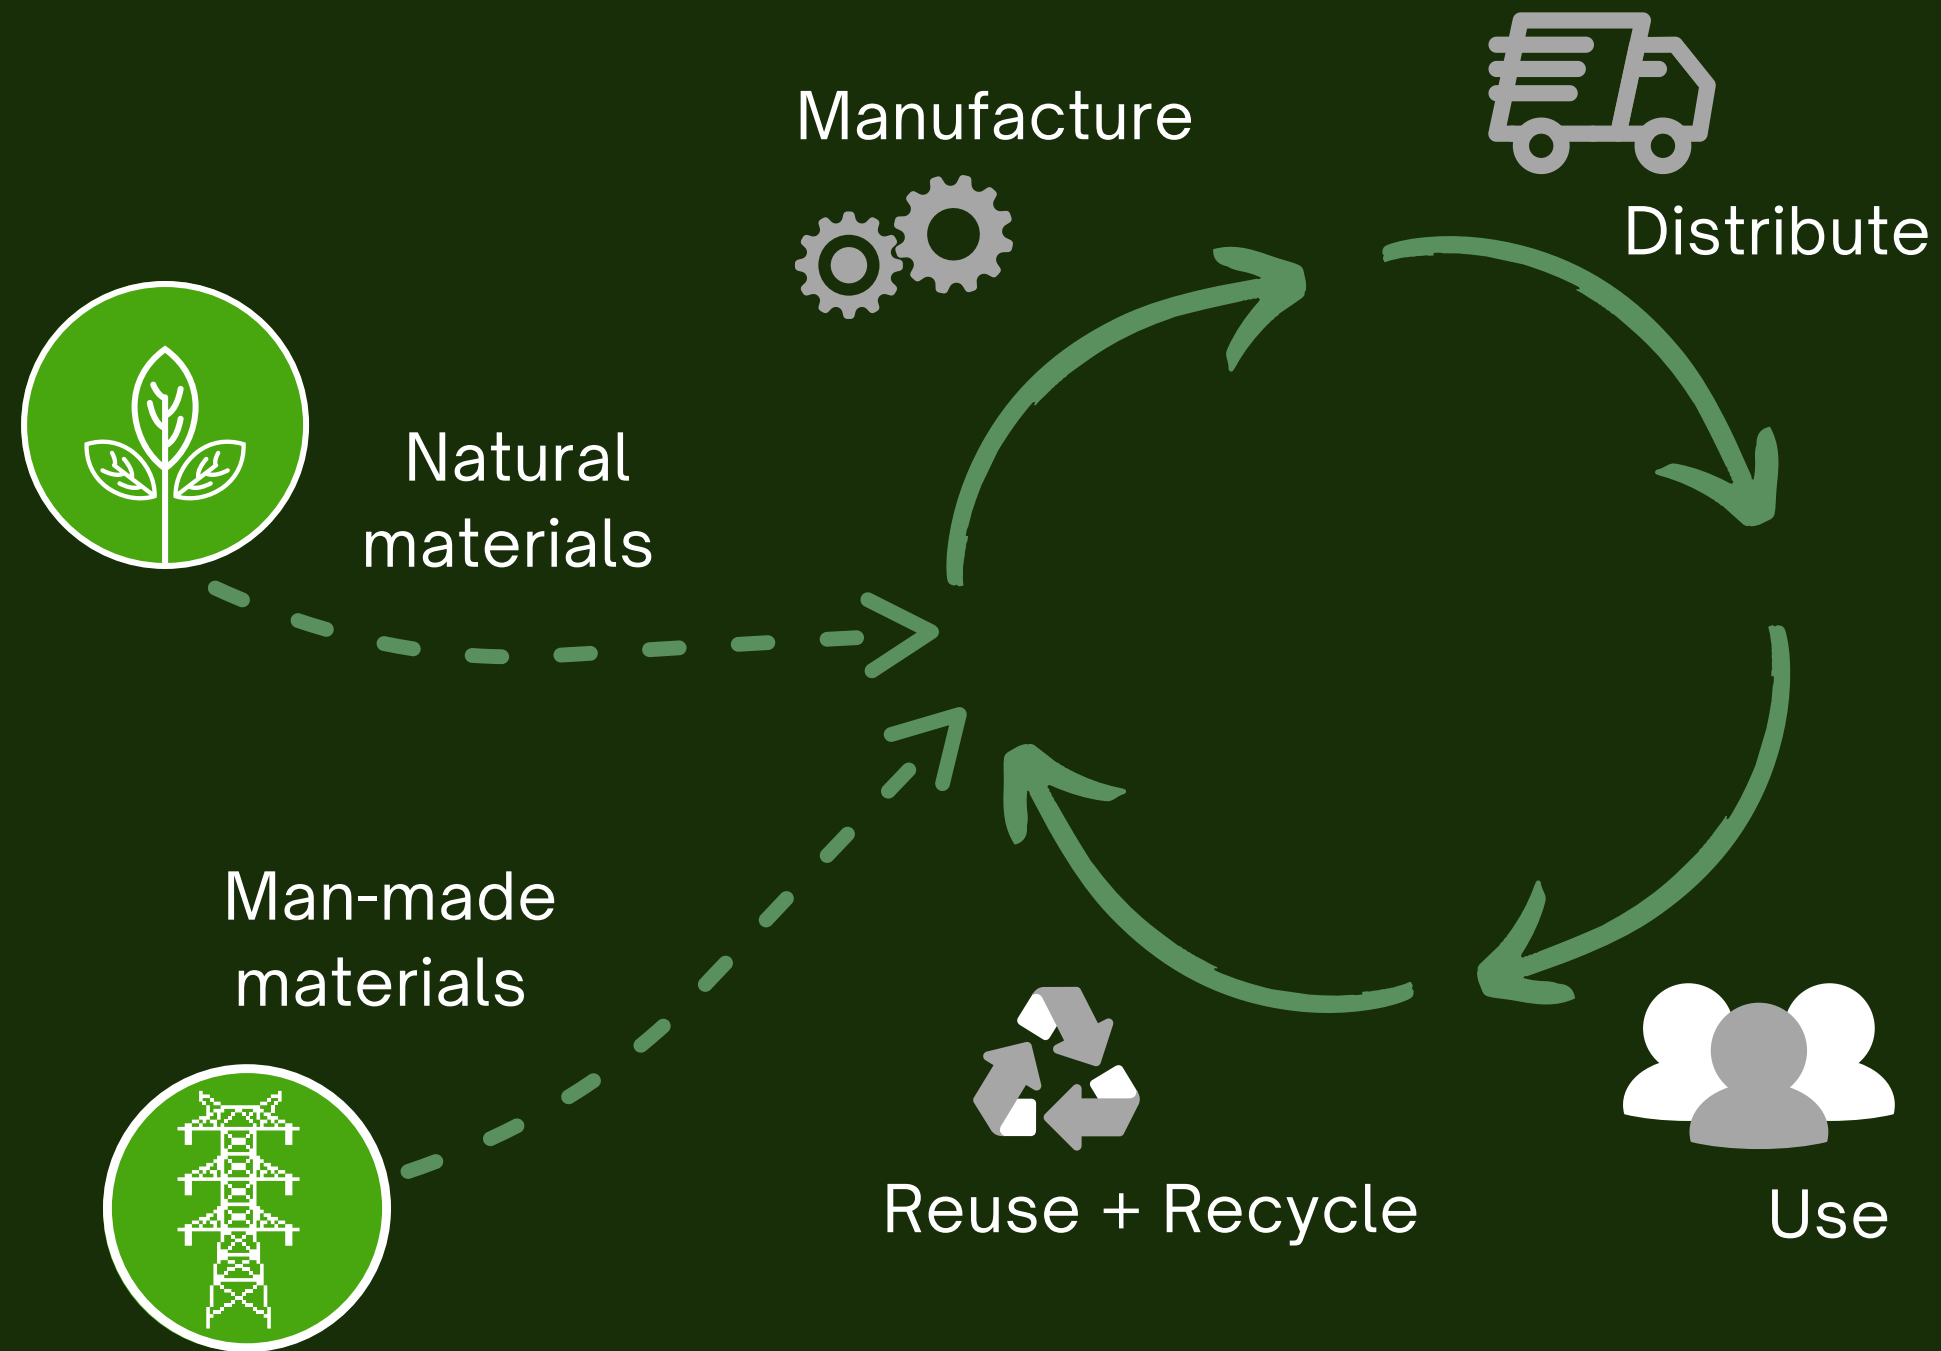 Manufacture
Distribute
Natural
materials
Man-made
materials
Reuse + Recycle
Use